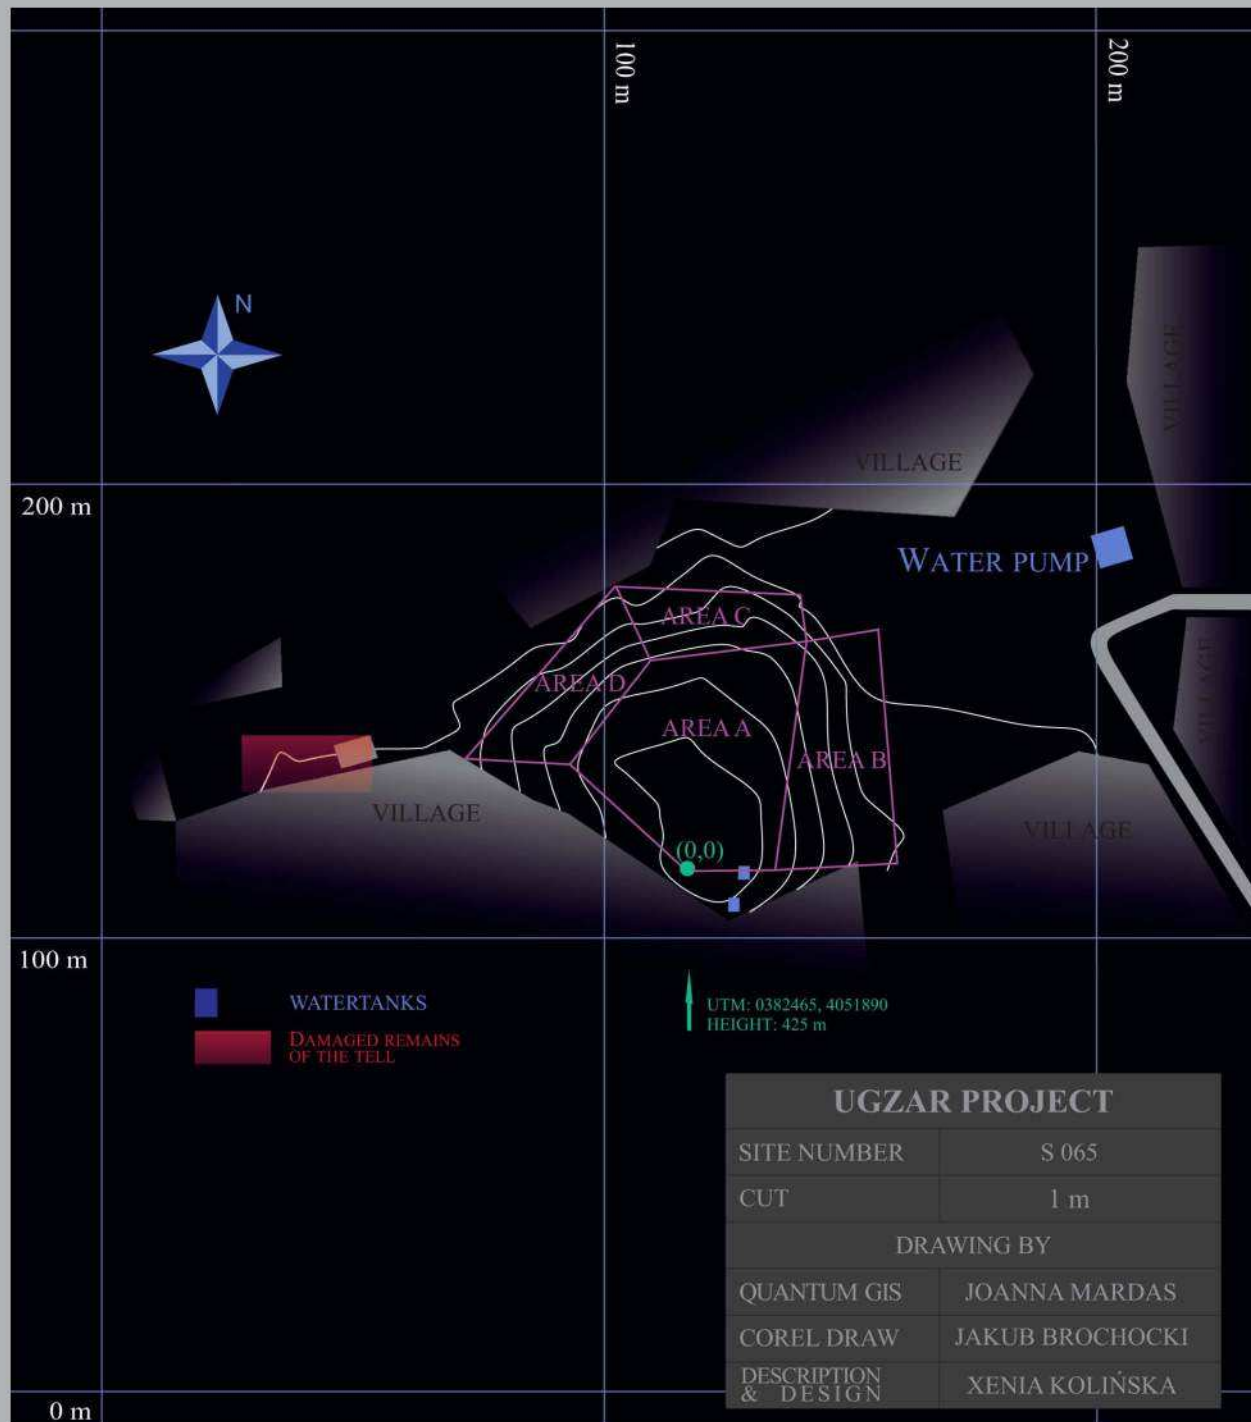 100 m
200 m
N
VILLAGE
VILLAGE
200 m
WATER PUMP
AREA C
VILLAGE
AREA D
AREA A
AREA B
VILLAGE
VILLAGE
(0,0)
100 m
WATERTANKS
UTM: 0382465, 4051890
HEIGHT: 425 m
DAMAGED REMAINS
OF THE TELL
UGZAR PROJECT
SITE NUMBER S 065
CUT 1 m
DRAWING BY
QUANTUM GIS JOANNA MARDAS
COREL DRAW JAKUB BROCHOCKI
DESCRIPTION
& DESIGN XENIA KOLIŃSKA
0 m